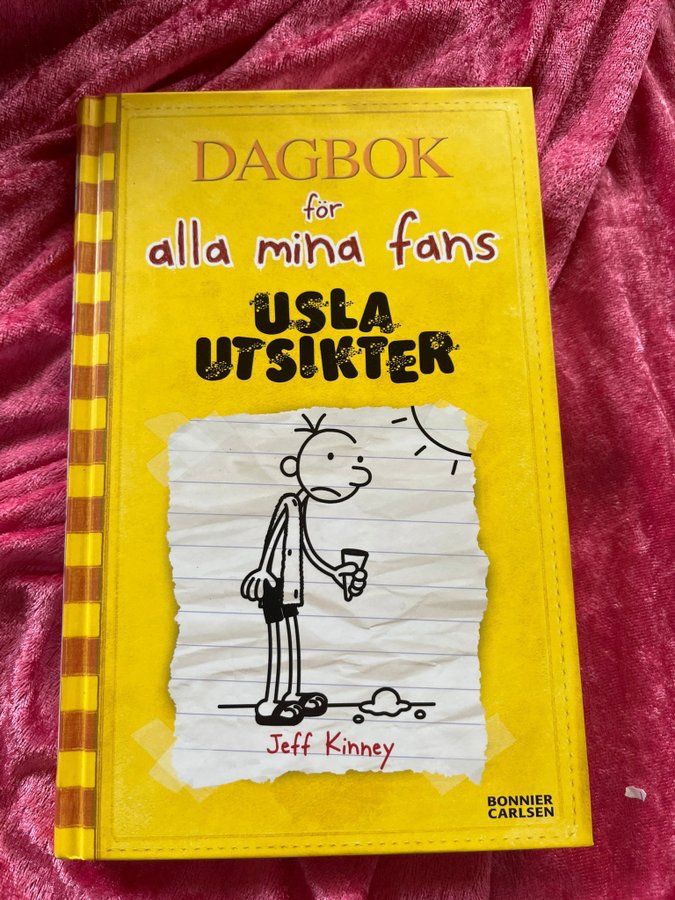 DAGBOK
för
alla mina fans
USLA
UTSIKTER
Jeff Kinney
BONNIER
CARLSEN